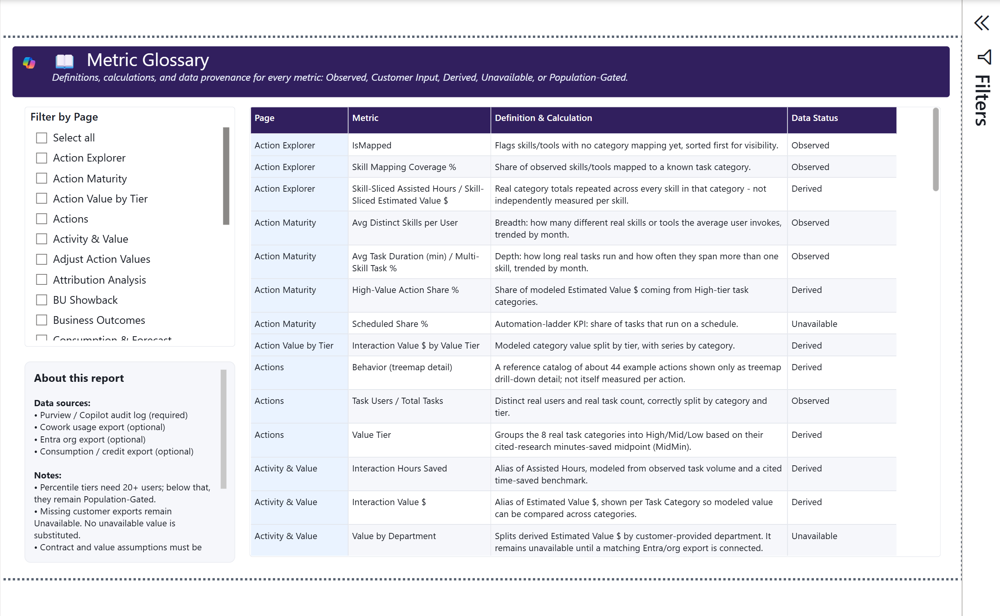 Metric Glossary
Definitions, calculations, and data provenance for every metric: Observed, Customer Input, Derived, Unavailable, or Population-Gated.
Filters
Filter by Page
Select all
Action Explorer
Action Maturity
Action Value by Tier
Actions
Activity & Value
Adjust Action Values
Attribution Analysis
BU Showback
Business Outcomes
Consumption & Forecast
About this report
Data sources:
• Purview / Copilot audit log (required)
• Cowork usage export (optional)
• Entra org export (optional)
• Consumption / credit export (optional)
Notes:
• Percentile tiers need 20+ users; below that,
they remain Population-Gated.
• Missing customer exports remain
Unavailable. No unavailable value is
substituted.
• Contract and value assumptions must be
Page Metric Definition & Calculation Data Status
Action Explorer IsMapped Flags skills/tools with no category mapping yet, sorted first for visibility. Observed
Action Explorer Skill Mapping Coverage % Share of observed skills/tools mapped to a known task category. Observed
Action Explorer Skill-Sliced Assisted Hours / Skill- Real category totals repeated across every skill in that category - not Derived
Sliced Estimated Value $ independently measured per skill.
Action Maturity Avg Distinct Skills per User Breadth: how many different real skills or tools the average user invokes, Observed
trended by month.
Action Maturity Avg Task Duration (min) / Multi- Depth: how long real tasks run and how often they span more than one Observed
Skill Task % skill, trended by month.
Action Maturity High-Value Action Share % Share of modeled Estimated Value $ coming from High-tier task Derived
categories.
Action Maturity Scheduled Share % Automation-ladder KPI: share of tasks that run on a schedule. Unavailable
Action Value by Tier Interaction Value $ by Value Tier Modeled category value split by tier, with series by category. Derived
Actions Behavior (treemap detail) A reference catalog of about 44 example actions shown only as treemap Derived
drill-down detail; not itself measured per action.
Actions Task Users / Total Tasks Distinct real users and real task count, correctly split by category and Observed
tier.
Actions Value Tier Groups the 8 real task categories into High/Mid/Low based on their Derived
cited-research minutes-saved midpoint (MidMin).
Activity & Value Interaction Hours Saved Alias of Assisted Hours, modeled from observed task volume and a cited Derived
time-saved benchmark.
Activity & Value Interaction Value $ Alias of Estimated Value $, shown per Task Category so modeled value Derived
can be compared across categories.
Activity & Value Value by Department Splits derived Estimated Value $ by customer-provided department. It Unavailable
remains unavailable until a matching Entra/org export is connected.